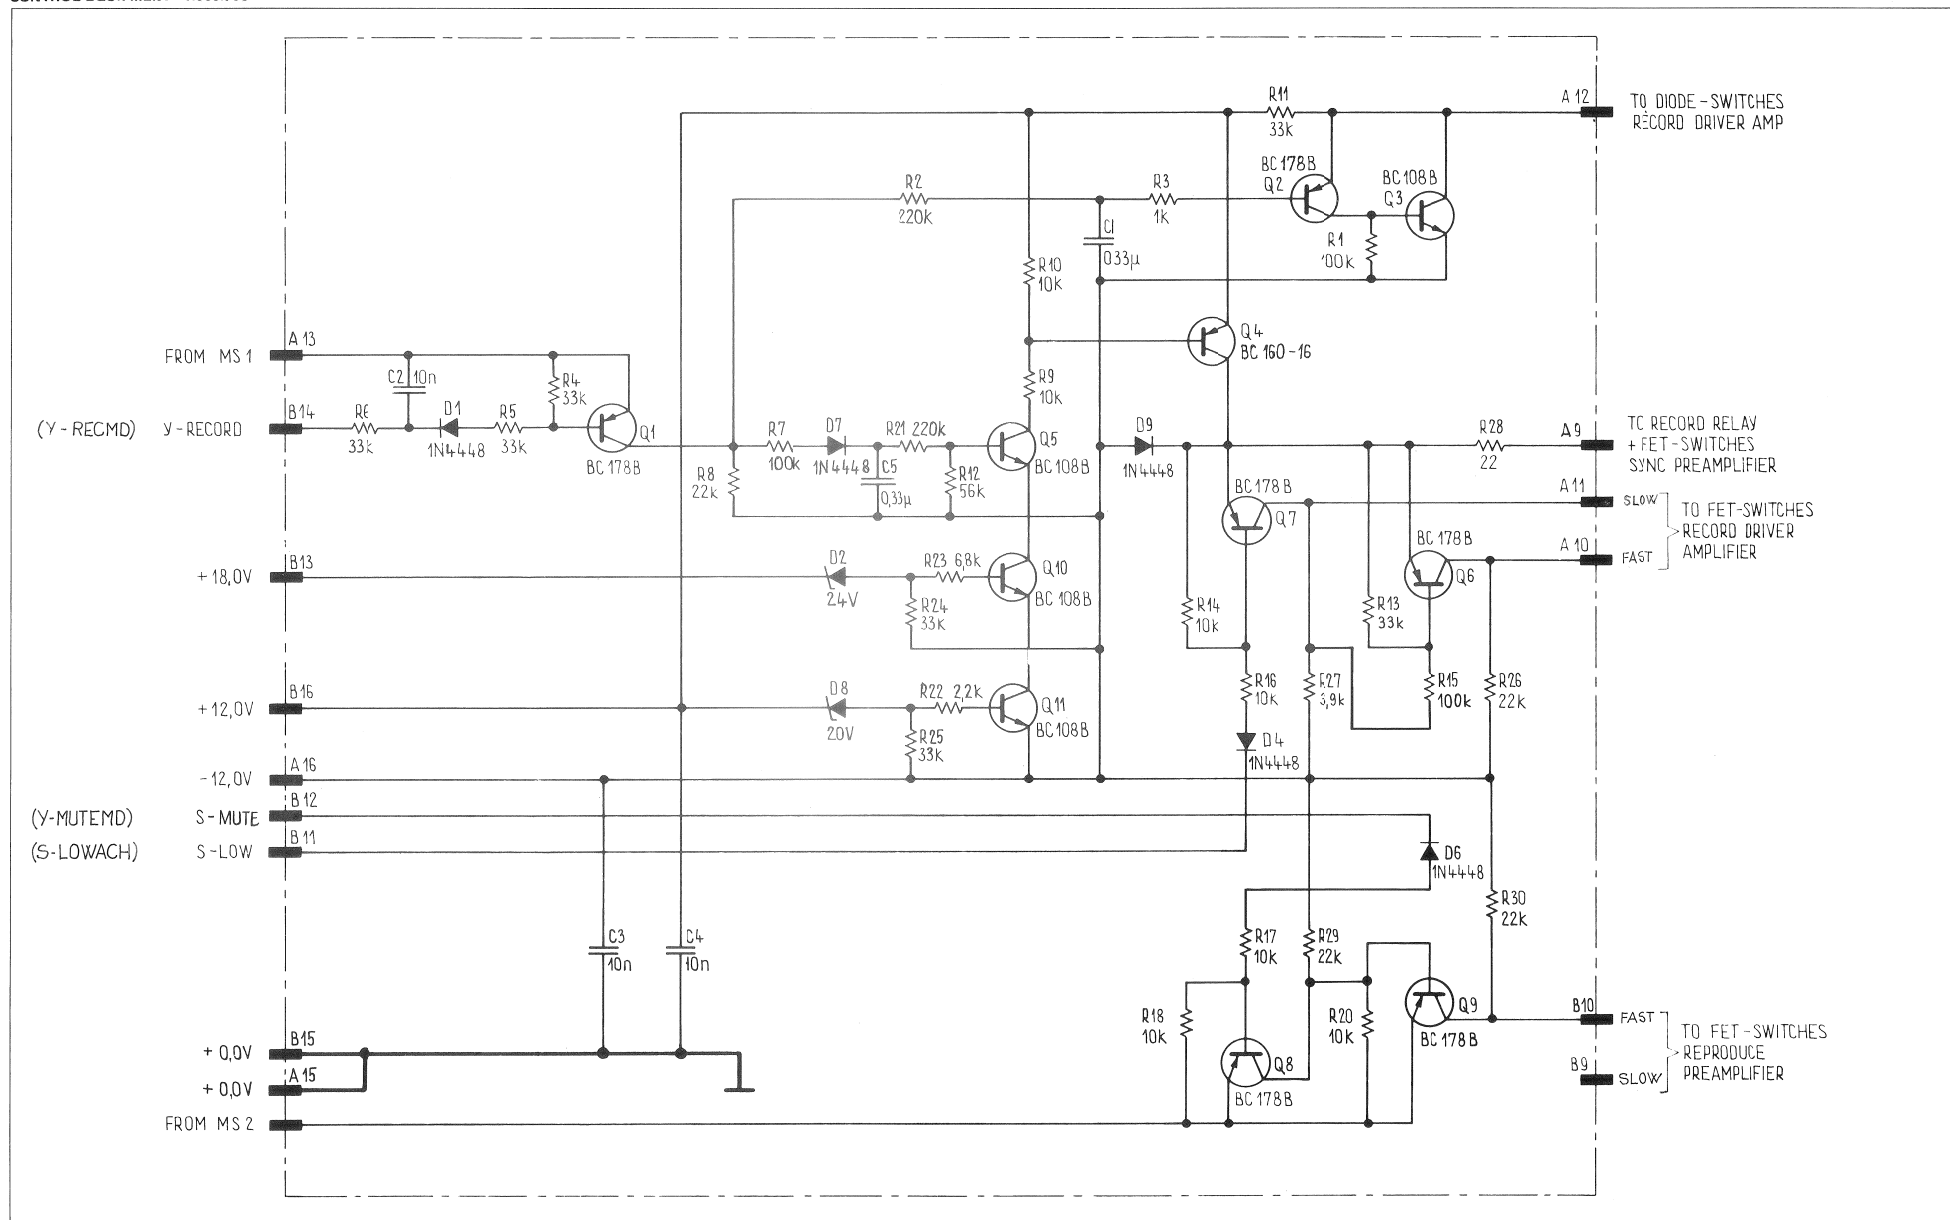 A 12
TO DIODE-SWITCHES
RECORD DRIVER AMP
R11
33k
BC 178 B
Q2
BC 108 B
Q3
R2
220k
R3
1K
C1
0,33µ
R1
100k
R10
10k
Q4
BC 160-16
FROM MS 1
A 13
C2 10n
R4
33k
(Y-RECMD)
Y-RECORD
B14
R6
33k
D1
1N4448
R5
33k
Q1
BC 178B
R9
10k
R7
100k
D7
1N4448
R21 220k
Q5
BC 108B
C5
0,33µ
R12
56k
R8
22k
D9
1N4448
R28
22
A 9
TO RECORD RELAY
+ FET-SWITCHES
SYNC PREAMPLIFIER
A 11
SLOW
TO FET-SWITCHES
RECORD DRIVER
AMPLIFIER
A 10
FAST
BC 178B
Q7
BC 178B
Q6
+18,0V
B13
D2
24V
R23 6,8k
R24
33k
Q10
BC 108B
R14
10k
R13
33k
+12,0V
B16
D8
20V
R22 2,2k
R25
33k
Q11
BC 108B
R16
10k
R27
3,9k
R15
100k
R26
22k
D4
1N4448
-12,0V
A 16
(Y-MUTEMD)
S-MUTE
B 12
(S-LOWACH)
S-LOW
B 11
D6
1N4448
R30
22k
C3
10n
C4
10n
R17
10k
R29
22k
R18
10k
R20
10k
Q9
BC 178B
Q8
BC 178B
B10
FAST
TO FET-SWITCHES
REPRODUCE
PREAMPLIFIER
B9
SLOW
+ 0,0V
B15
+ 0,0V
A 15
FROM MS 2